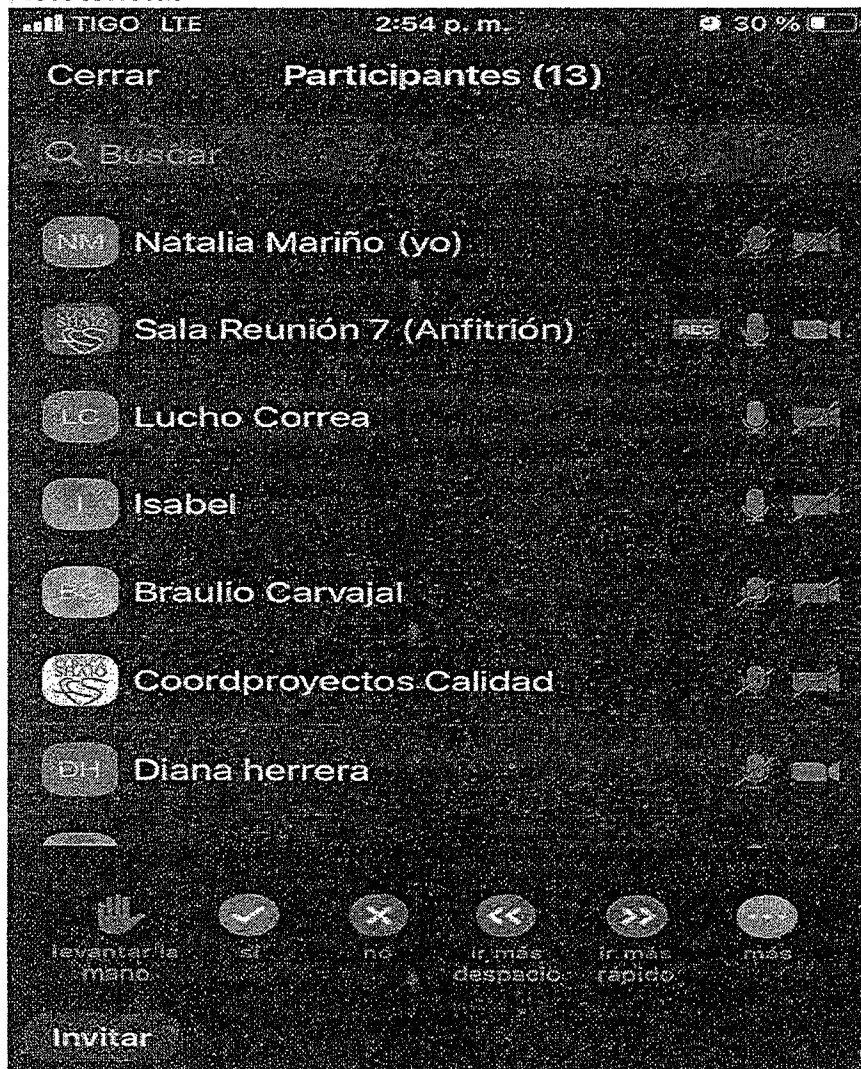 TIGO LTE 2:54 p. m. 30 %
Cerrar Participantes (13)
Buscar
NM Natalia Mariño (yo)
Sala Reunión 7 (Anfitrión) REC
LC Lucho Correa
I Isabel
BC Braulio Carvajal
Coordproyectos Calidad
DH Diana herrera
levantar la mano
sí
no
ir más despacio
ir más rápido
más
Invitar